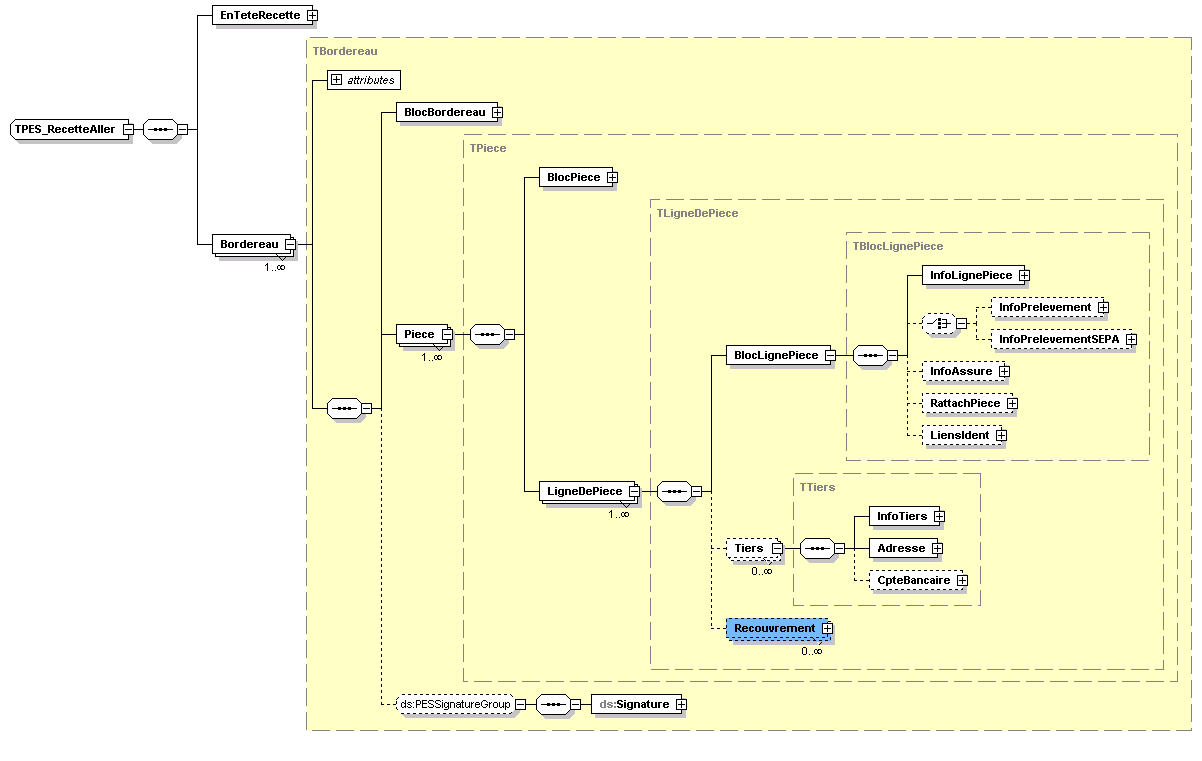 EnTeteRecette
TBordereau
attributes
BlocBordereau
TPES_RecetteAller
TPiece
BlocPiece
TLigneDePiece
TBlocLignePiece
Bordereau
1..∞
InfoLignePiece
InfoPrelevement
Piece
1..∞
InfoPrelevementSEPA
BlocLignePiece
InfoAssure
RattachPiece
LiensIdent
TTiers
LigneDePiece
1..∞
InfoTiers
Tiers
0..∞
Adresse
CpteBancaire
Recouvrement
0..∞
ds:PESSignatureGroup
ds:Signature